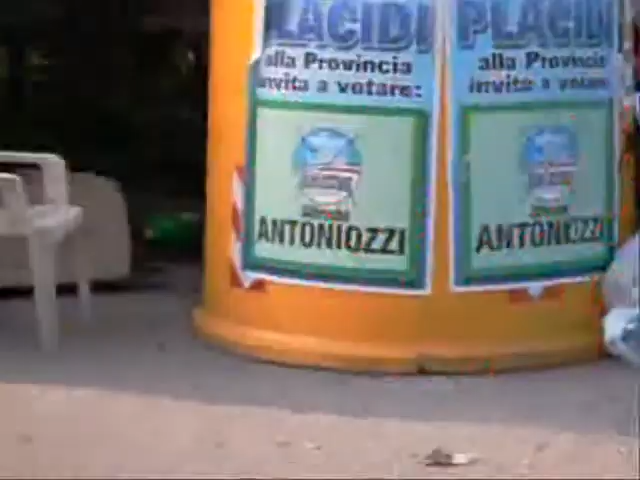 PLACIDI
alla Provincia
invita a votare:
ANTONIOZZI
PLACIDI
alla Provincia
invita a votare
ANTONIOZZI